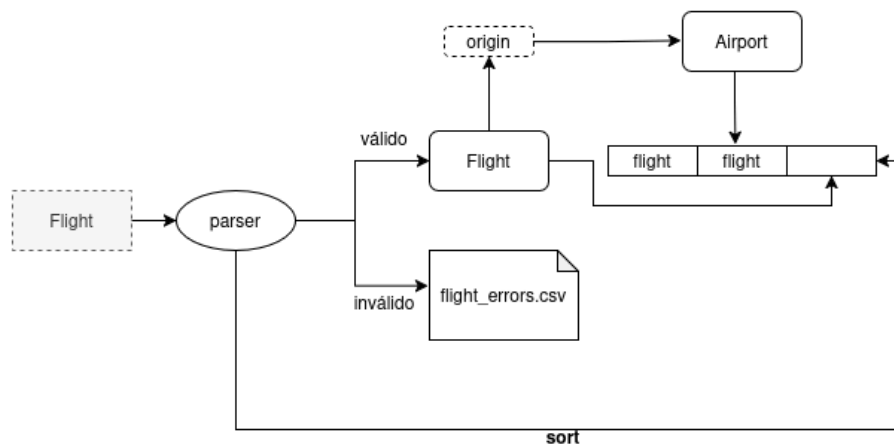 origin
Airport
válido
Flight
flight
flight
Flight
parser
inválido
flight_errors.csv
sort